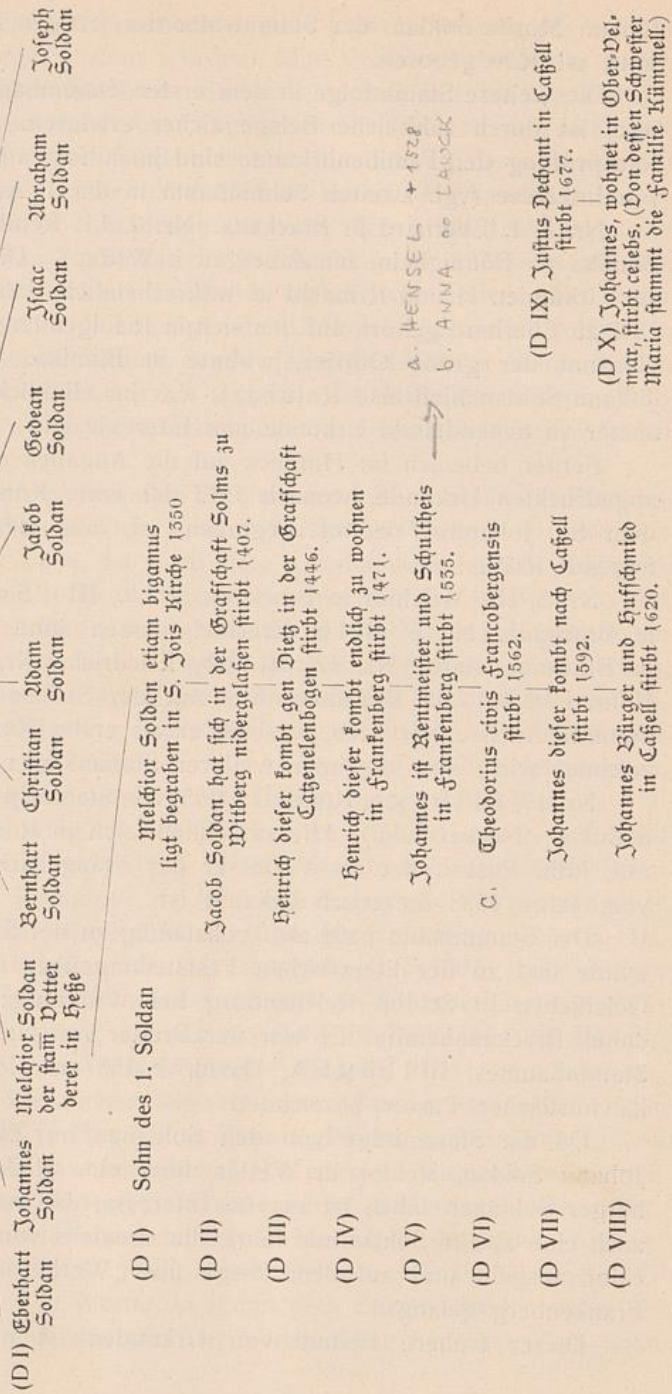 (D I) Eberhart Johannes Melchior Soldan Bernhart Christian Adam Jakob Gedean Isaac Abraham Joseph
Soldan Soldan der stam̃ Vatter Soldan Soldan Soldan Soldan Soldan Soldan Soldan Soldan
derer in Heße
(D I) Sohn des 1. Soldan
Melchior Soldan etiam bigamus
ligt begraben in S. Jois Kirche 1350
(D II) Jacob Soldan hat sich in der Graffschaft Solms zu
Witberg nidergelaßen stirbt 1407.
(D III) Henrich dieser kombt gen Dietz in der Graffschaft
Catzenelenbogen stirbt 1446.
(D IV) Henrich dieser kombt endlich zu wohnen
in Frankenberg stirbt 1471.
(D V) Johannes ist Rentmeister und Schultheis
in Frankenberg stirbt 1535.
a. HENSEL + 1528
b. ANNA ∞ LAUCK
(D VI) C. Theodorius civis Francobergensis
stirbt 1562.
(D VII) Johannes dieser kombt nach Caßell
stirbt 1592.
(D VIII) Johannes Bürger und Huffschmied
in Caßell stirbt 1620.
(D IX) Justus Dechant in Caßell
stirbt 1677.
(D X) Johannes, wohnet in Ober-Vel-
mar, stirbt celebs. (Von dessen Schwester
Maria stammt die Familie Kümmell.)